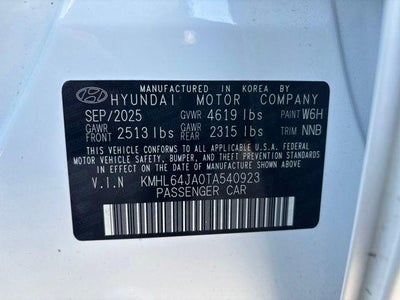 MANUFACTURED IN KOREA BY
HYUNDAI MOTOR COMPANY
SEP/2025 GVWR 4619 lbs PAINT W6H
GAWR FRONT 2513 lbs GAWR REAR 2315 lbs TRIM NNB
THIS VEHICLE CONFORMS TO ALL APPLICABLE U.S.A. FEDERAL
MOTOR VEHICLE SAFETY, BUMPER, AND THEFT PREVENTION STANDARDS
IN EFFECT ON THE DATE OF MANUFACTURE SHOWN ABOVE.
V.I.N KMHL64JA0TA540923
PASSENGER CAR